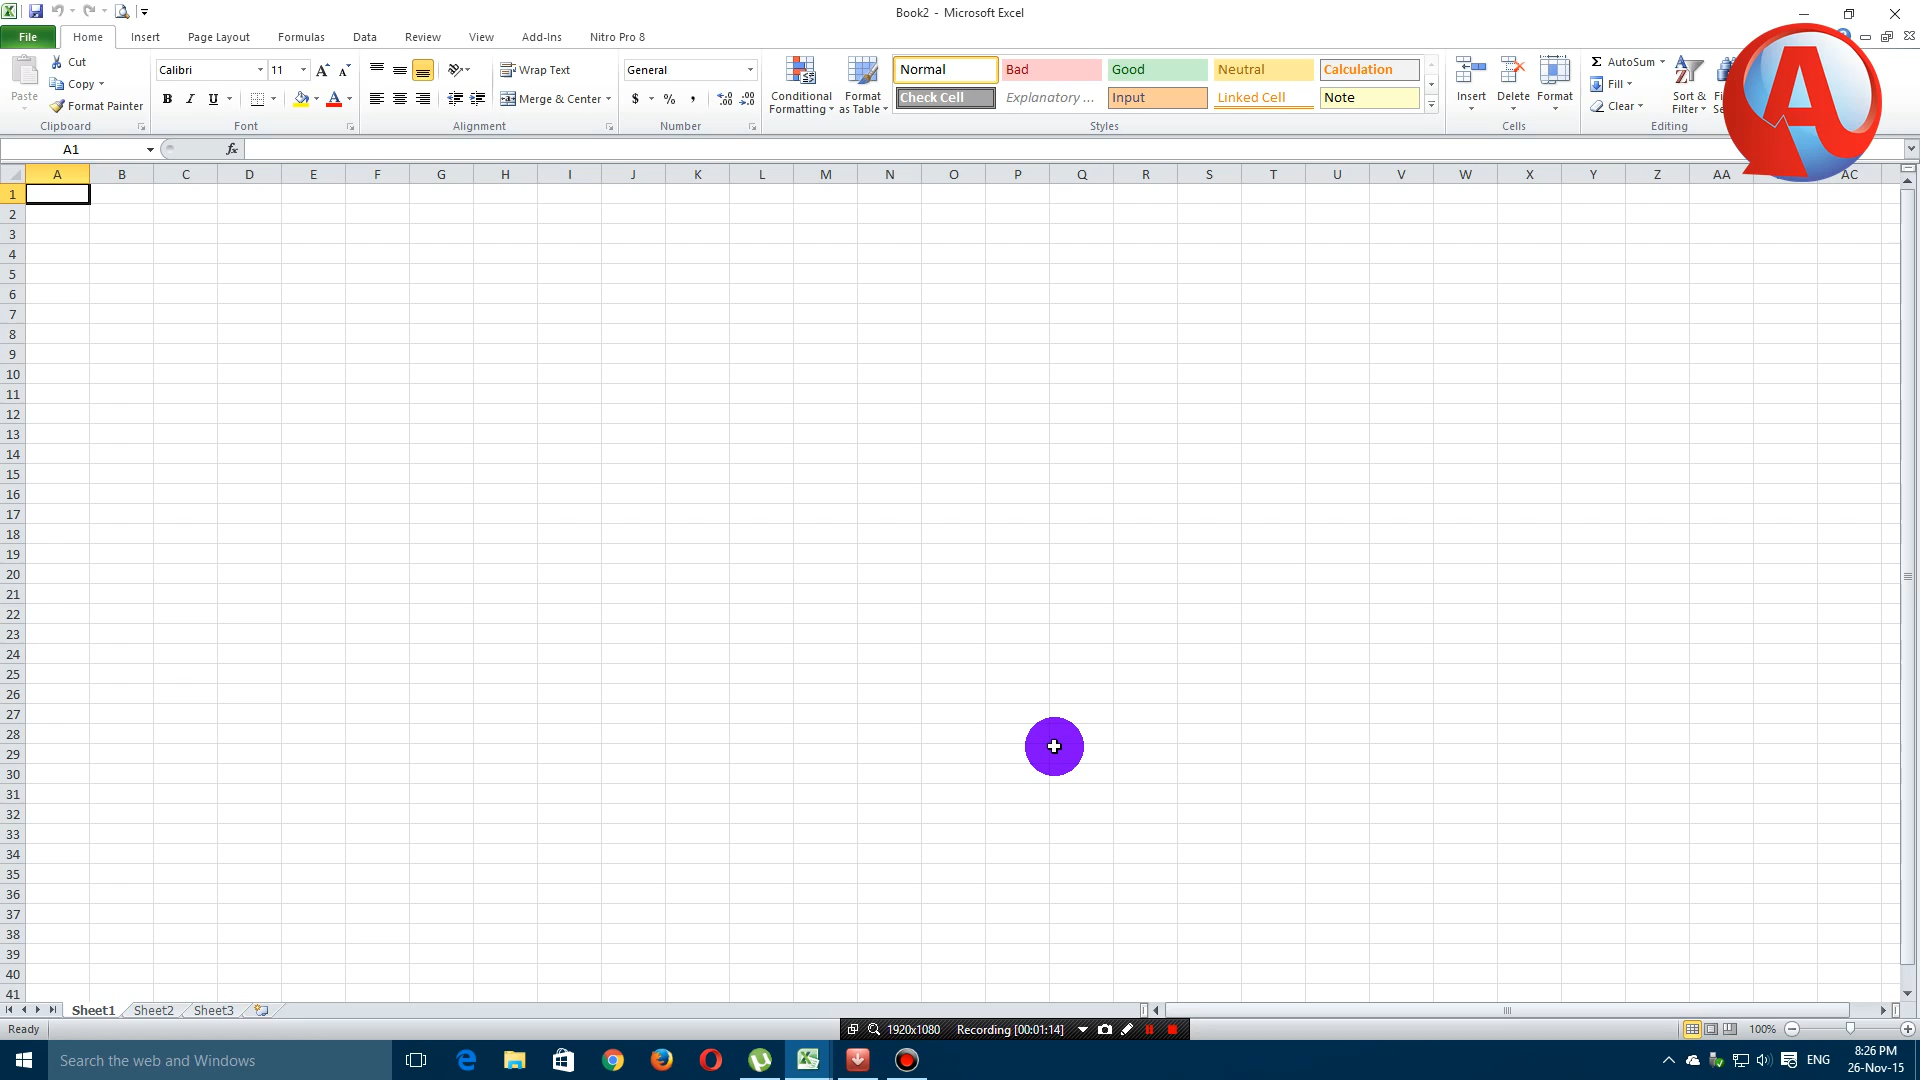 Book2 - Microsoft Excel
File Home Insert Page Layout Formulas Data Review View Add-Ins Nitro Pro 8
Paste
Cut
Copy
Format Painter
Clipboard
Calibri 11
B I U
Font
Wrap Text
Merge & Center
Alignment
General
$ % ,
Number
Conditional Formatting
Format as Table
Normal Bad Good Neutral Calculation
Check Cell Explanatory ... Input Linked Cell Note
Styles
Insert Delete Format
Cells
AutoSum
Fill
Clear
Sort & Filter
Editing
A1 fx
A B C D E F G H I J K L M N O P Q R S T U V W X Y Z AA AC
1
2
3
4
5
6
7
8
9
10
11
12
13
14
15
16
17
18
19
20
21
22
23
24
25
26
27
28
29
30
31
32
33
34
35
36
37
38
39
40
41
Sheet1 Sheet2 Sheet3
Ready
1920x1080 Recording [00:01:14]
100%
Search the web and Windows
ENG
8:26 PM
26-Nov-15